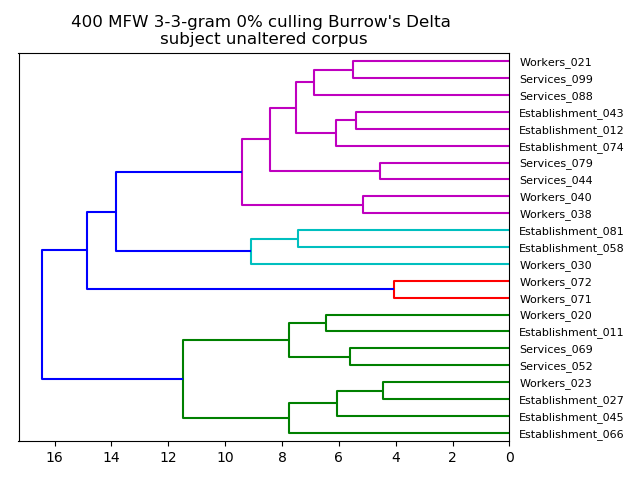 400 MFW 3-3-gram 0% culling Burrow's Delta
subject unaltered corpus
Workers_021
Services_099
Services_088
Establishment_043
Establishment_012
Establishment_074
Services_079
Services_044
Workers_040
Workers_038
Establishment_081
Establishment_058
Workers_030
Workers_072
Workers_071
Workers_020
Establishment_011
Services_069
Services_052
Workers_023
Establishment_027
Establishment_045
Establishment_066
16 14 12 10 8 6 4 2 0